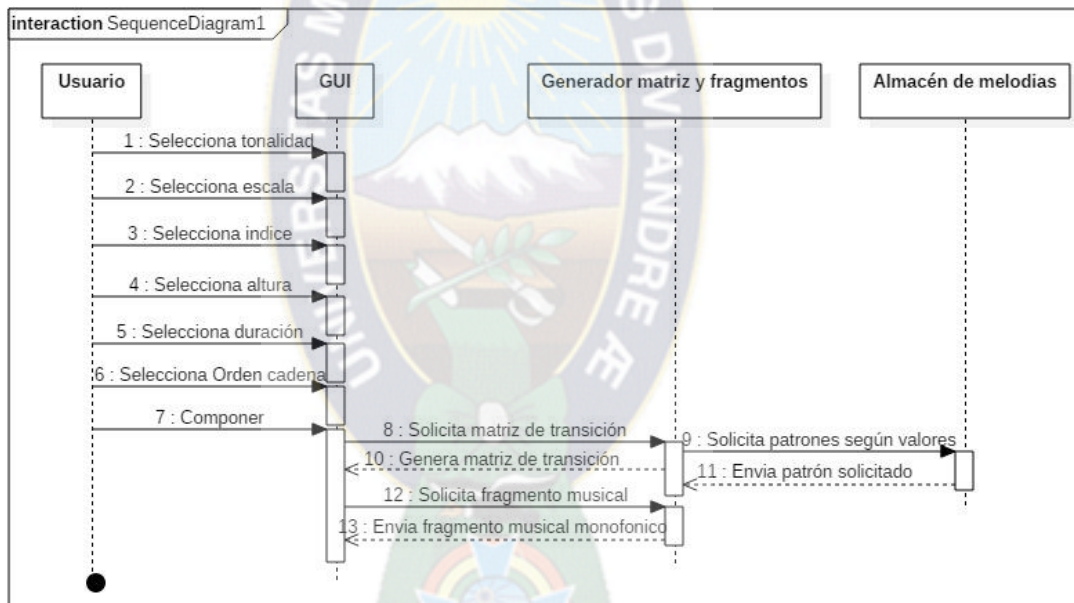 interaction SequenceDiagram1
Usuario
GUI
Generador matriz y fragmentos
Almacén de melodias
1 : Selecciona tonalidad
2 : Selecciona escala
3 : Selecciona indice
4 : Selecciona altura
5 : Selecciona duración
6 : Selecciona Orden cadena
7 : Componer
8 : Solicita matriz de transición
9 : Solicita patrones según valores
10 : Genera matriz de transición
11 : Envia patrón solicitado
12 : Solicita fragmento musical
13 : Envia fragmento musical monofonico
UNIVERSITAS M
S DIVI ANDRE Æ